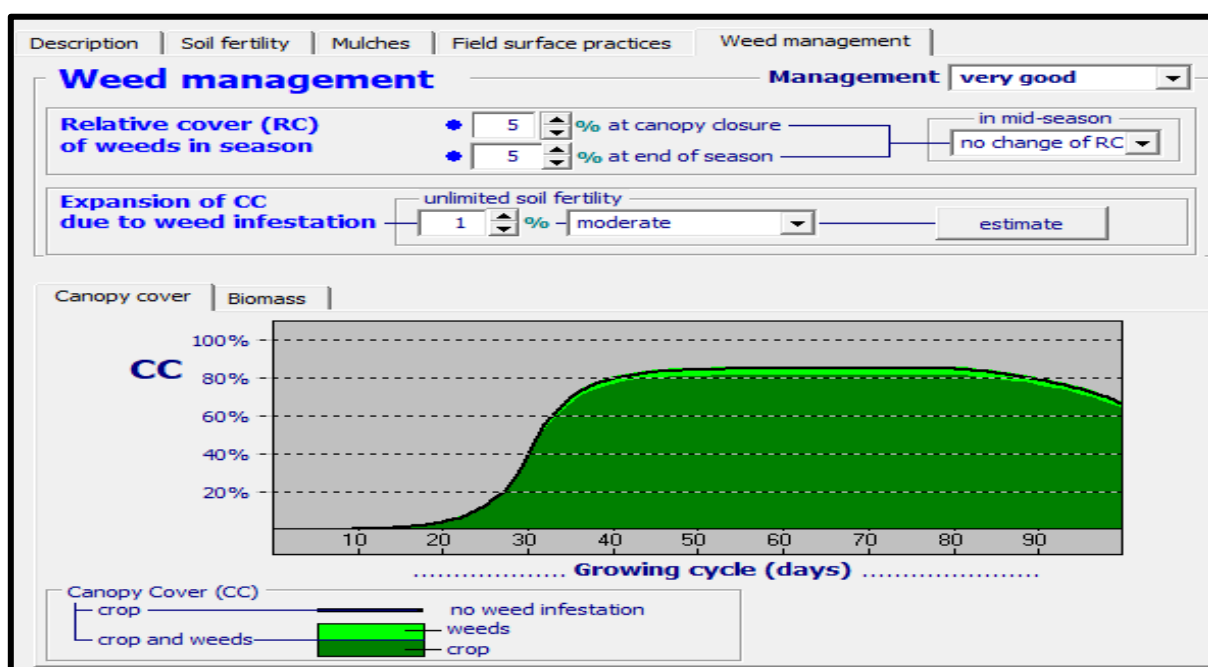 Description Soil fertility Mulches Field surface practices Weed management
Weed management Management very good
Relative cover (RC)
of weeds in season
5 % at canopy closure
5 % at end of season
in mid-season
no change of RC
Expansion of CC
due to weed infestation
unlimited soil fertility
1 % moderate
estimate
Canopy cover Biomass
CC
100%
80%
60%
40%
20%
10 20 30 40 50 60 70 80 90
.................. Growing cycle (days) .....................
Canopy Cover (CC)
crop no weed infestation
crop and weeds weeds
crop